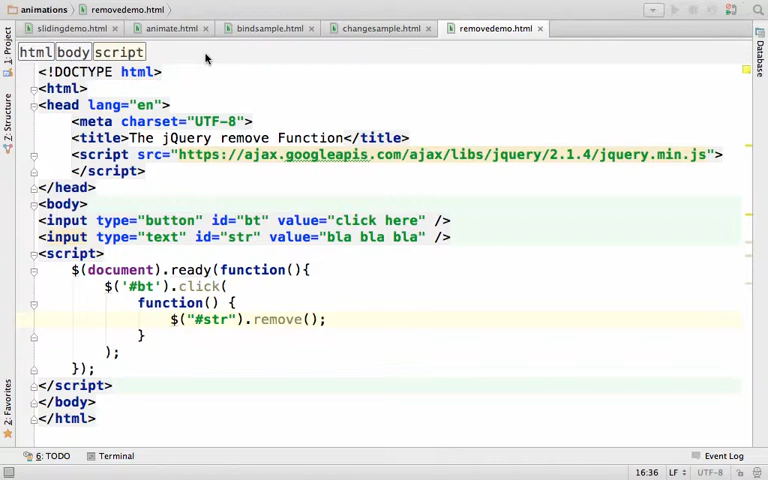 animations removedemo.html
slidingdemo.html animate.html bindsample.html changesample.html removedemo.html
html body script
<!DOCTYPE html>
<html>
<head lang="en">
<meta charset="UTF-8">
<title>The jQuery remove Function</title>
<script src="https://ajax.googleapis.com/ajax/libs/jquery/2.1.4/jquery.min.js">
</script>
</head>
<body>
<input type="button" id="bt" value="click here" />
<input type="text" id="str" value="bla bla bla" />
<script>
$(document).ready(function(){
$('#bt').click(
function() {
$("#str").remove();
}
);
});
</script>
</body>
</html>
1: Project
7: Structure
2: Favorites
Database
6: TODO Terminal Event Log
16:36 LF UTF-8